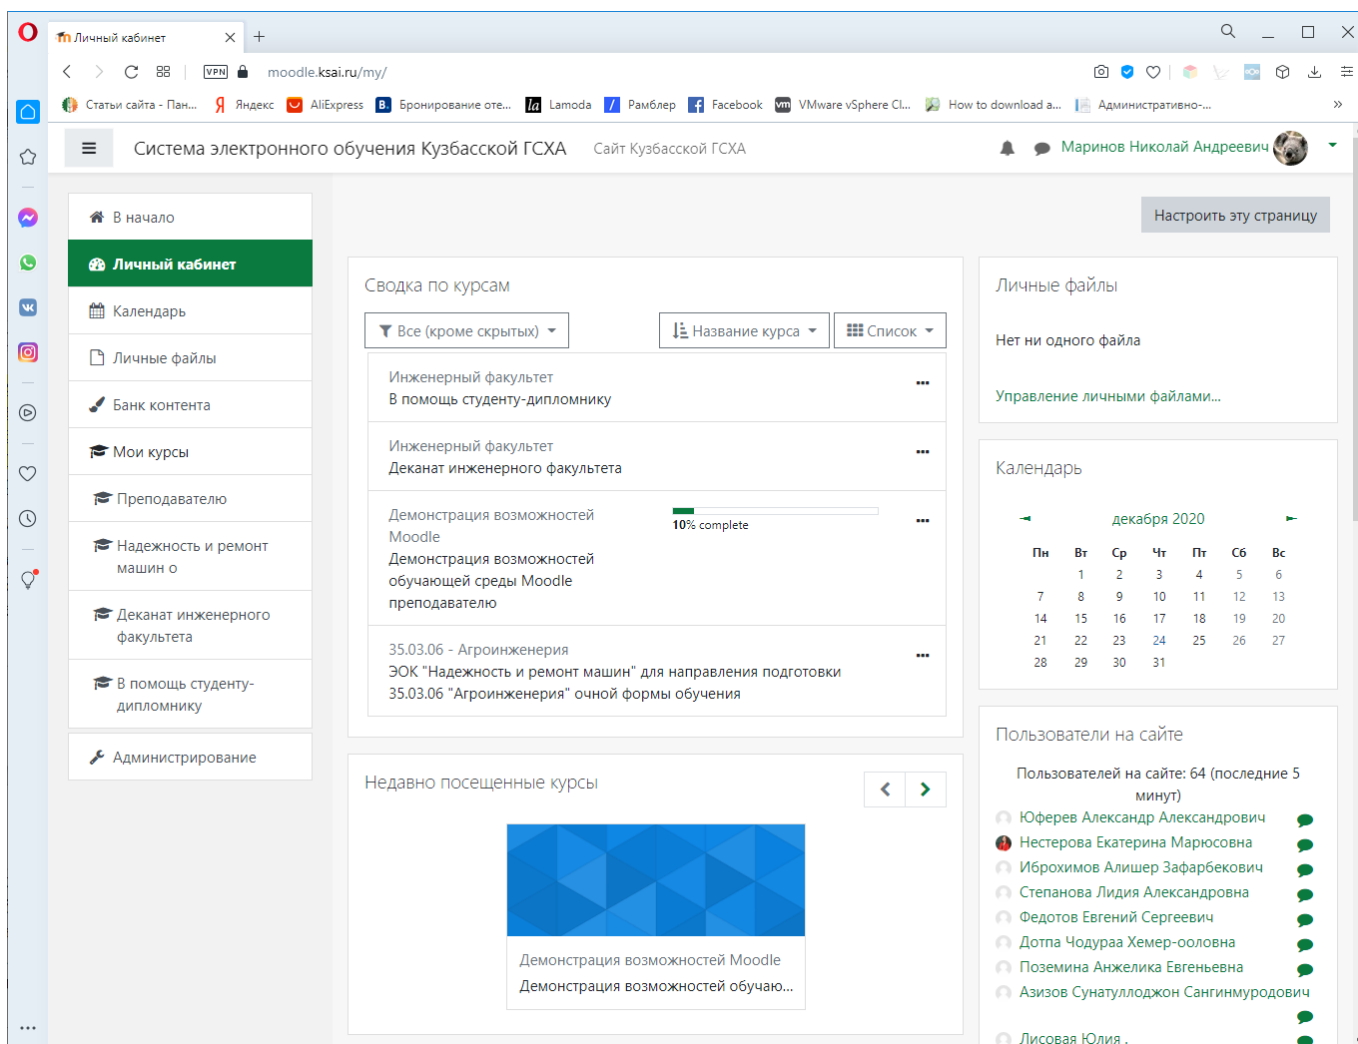 Личный кабинет
VPN
moodle.ksai.ru/my/
Статьи сайта - Пан...
Яндекс
AliExpress
Бронирование оте...
Lamoda
Рамблер
Facebook
VMware vSphere Cl...
How to download a...
Административно-...
Система электронного обучения Кузбасской ГСХА
Сайт Кузбасской ГСХА
Маринов Николай Андреевич
В начало
Личный кабинет
Календарь
Личные файлы
Банк контента
Мои курсы
Преподавателю
Надежность и ремонт
машин о
Деканат инженерного
факультета
В помощь студенту-
дипломнику
Администрирование
Настроить эту страницу
Сводка по курсам
Все (кроме скрытых)
Название курса
Список
Инженерный факультет
В помощь студенту-дипломнику
Инженерный факультет
Деканат инженерного факультета
Демонстрация возможностей
Moodle
Демонстрация возможностей
обучающей среды Moodle
преподавателю
10% complete
35.03.06 - Агроинженерия
ЭОК "Надежность и ремонт машин" для направления подготовки
35.03.06 "Агроинженерия" очной формы обучения
Недавно посещенные курсы
Демонстрация возможностей Moodle
Демонстрация возможностей обучаю...
Личные файлы
Нет ни одного файла
Управление личными файлами...
Календарь
декабря 2020
Пн Вт Ср Чт Пт Сб Вс
1 2 3 4 5 6
7 8 9 10 11 12 13
14 15 16 17 18 19 20
21 22 23 24 25 26 27
28 29 30 31
Пользователи на сайте
Пользователей на сайте: 64 (последние 5
минут)
Юферев Александр Александрович
Нестерова Екатерина Марюсовна
Иброхимов Алишер Зафарбекович
Степанова Лидия Александровна
Федотов Евгений Сергеевич
Дотпа Чодураа Хемер-ооловна
Поземина Анжелика Евгеньевна
Азизов Сунатуллоджон Сангинмуродович
Лисовая Юлия .